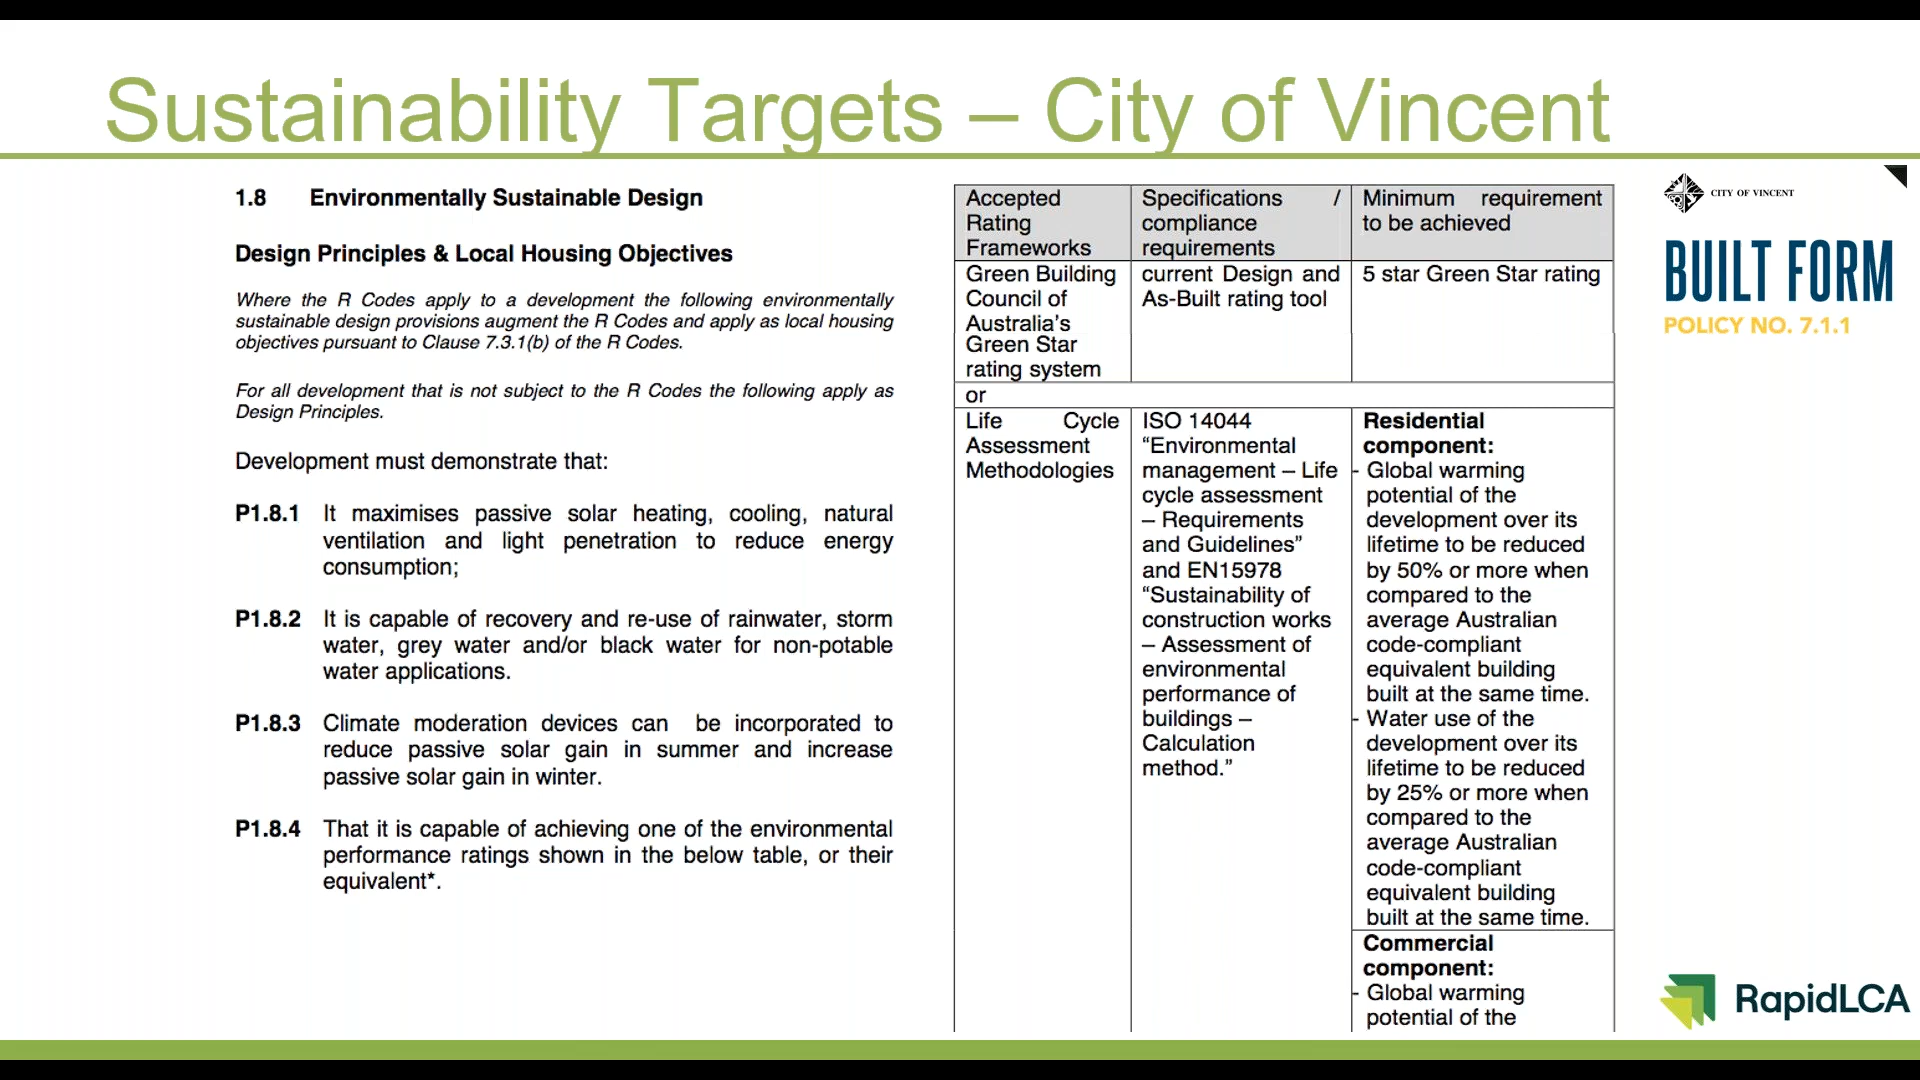 Sustainability Targets – City of Vincent
1.8 Environmentally Sustainable Design
Design Principles & Local Housing Objectives
Where the R Codes apply to a development the following environmentally
sustainable design provisions augment the R Codes and apply as local housing
objectives pursuant to Clause 7.3.1(b) of the R Codes.
For all development that is not subject to the R Codes the following apply as
Design Principles.
Development must demonstrate that:
P1.8.1 It maximises passive solar heating, cooling, natural
ventilation and light penetration to reduce energy
consumption;
P1.8.2 It is capable of recovery and re-use of rainwater, storm
water, grey water and/or black water for non-potable
water applications.
P1.8.3 Climate moderation devices can be incorporated to
reduce passive solar gain in summer and increase
passive solar gain in winter.
P1.8.4 That it is capable of achieving one of the environmental
performance ratings shown in the below table, or their
equivalent*.
Accepted
Rating
Frameworks
Specifications /
compliance
requirements
Minimum requirement
to be achieved
Green Building
Council of
Australia’s
Green Star
rating system
current Design and
As-Built rating tool
5 star Green Star rating
or
Life Cycle
Assessment
Methodologies
ISO 14044
“Environmental
management – Life
cycle assessment
– Requirements
and Guidelines”
and EN15978
“Sustainability of
construction works
– Assessment of
environmental
performance of
buildings –
Calculation
method.”
Residential
component:
- Global warming
potential of the
development over its
lifetime to be reduced
by 50% or more when
compared to the
average Australian
code-compliant
equivalent building
built at the same time.
- Water use of the
development over its
lifetime to be reduced
by 25% or more when
compared to the
average Australian
code-compliant
equivalent building
built at the same time.
Commercial
component:
- Global warming
potential of the
CITY OF VINCENT
BUILT FORM
POLICY NO. 7.1.1
RapidLCA